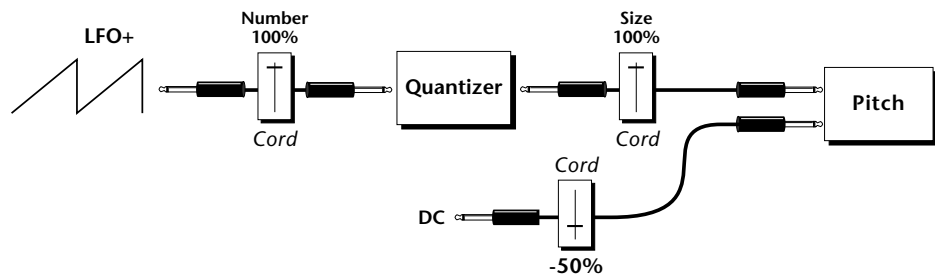 LFO+
Number
100%
Cord
Quantizer
Size
100%
Cord
Pitch
Cord
DC
-50%